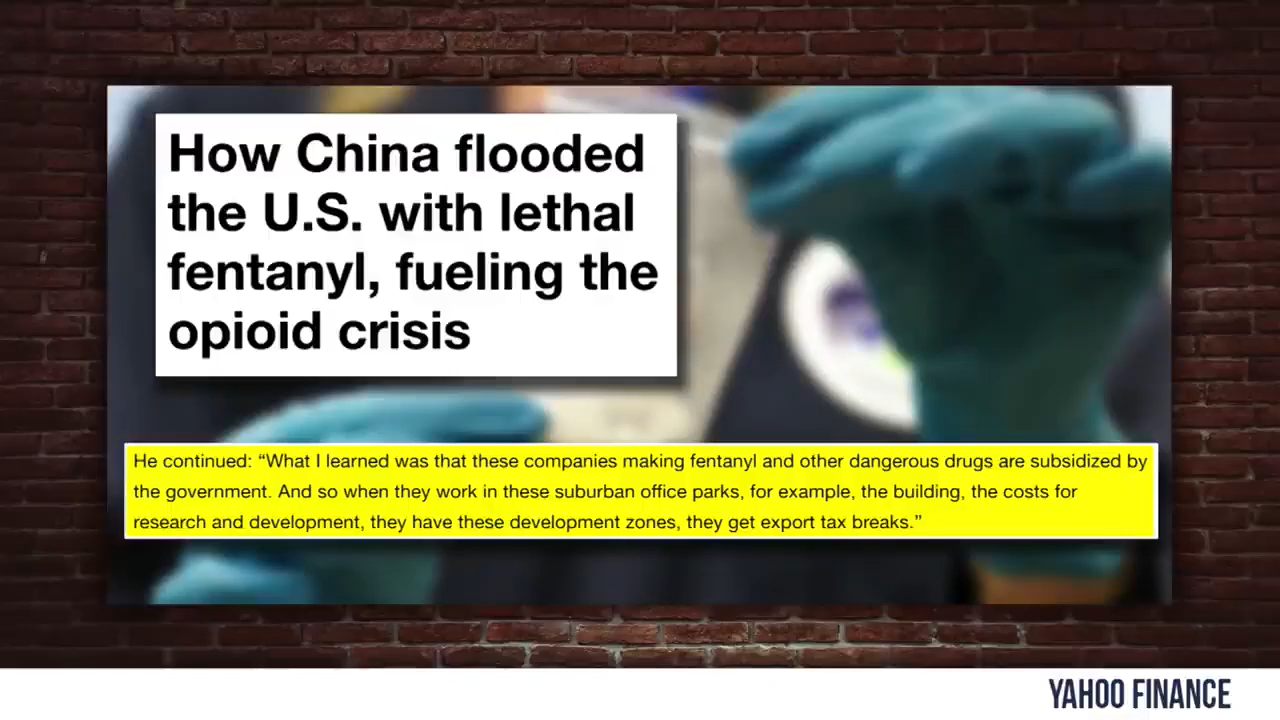 How China flooded
the U.S. with lethal
fentanyl, fueling the
opioid crisis
He continued: “What I learned was that these companies making fentanyl and other dangerous drugs are subsidized by
the government. And so when they work in these suburban office parks, for example, the building, the costs for
research and development, they have these development zones, they get export tax breaks.”
YAHOO FINANCE